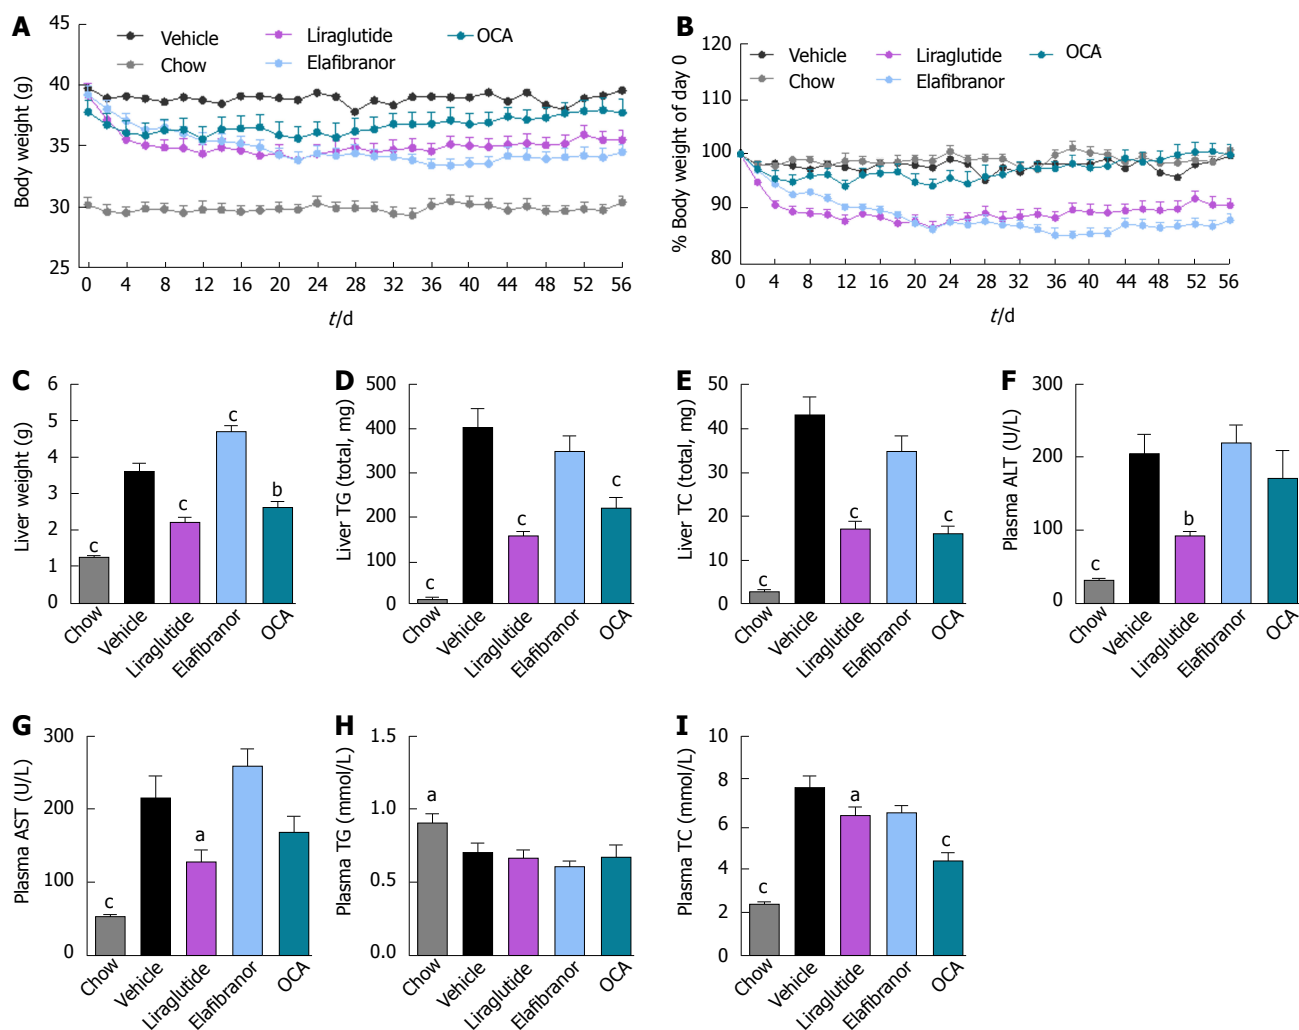 A
Body weight (g)
45
40
35
30
25
Vehicle
Liraglutide
OCA
Chow
Elafibranor
0 4 8 12 16 20 24 28 32 36 40 44 48 52 56
t/d
B
% Body weight of day 0
120
110
100
90
80
Vehicle
Liraglutide
OCA
Chow
Elafibranor
0 4 8 12 16 20 24 28 32 36 40 44 48 52 56
t/d
C
Liver weight (g)
6
5
4
3
2
1
0
c
c
c
b
Chow
Vehicle
Liraglutide
Elafibranor
OCA
D
Liver TG (total, mg)
500
400
300
200
100
0
c
c
c
Chow
Vehicle
Liraglutide
Elafibranor
OCA
E
Liver TC (total, mg)
50
40
30
20
10
0
c
c
c
Chow
Vehicle
Liraglutide
Elafibranor
OCA
F
Plasma ALT (U/L)
300
200
100
0
c
b
Chow
Vehicle
Liraglutide
Elafibranor
OCA
G
Plasma AST (U/L)
300
200
100
0
c
a
Chow
Vehicle
Liraglutide
Elafibranor
OCA
H
Plasma TG (mmol/L)
1.5
1.0
0.5
0.0
a
Chow
Vehicle
Liraglutide
Elafibranor
OCA
I
Plasma TC (mmol/L)
10
8
6
4
2
0
c
a
c
Chow
Vehicle
Liraglutide
Elafibranor
OCA